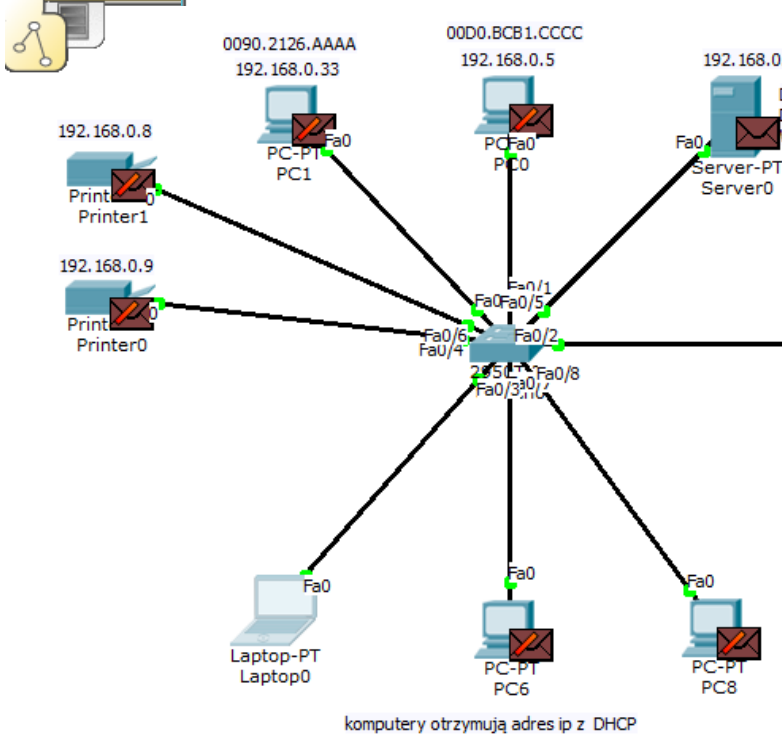 00D0.BCB1.CCCC
0090.2126.AAAA
192.168.0.33
192.168.0.5
192.168.0
192.168.0.8
Fa0
PC-PT
PC1
Fa0
PC0
Fa0
Server-PT
Server0
Printer1
192.168.0.9
Printer0
Fa0/1
Fa0/5
Fa0/6
Fa0/2
Fa0/4
Fa0/8
Fa0/3
Fa0
Laptop-PT
Laptop0
Fa0
PC-PT
PC6
Fa0
PC-PT
PC8
komputery otrzymują adres ip z DHCP